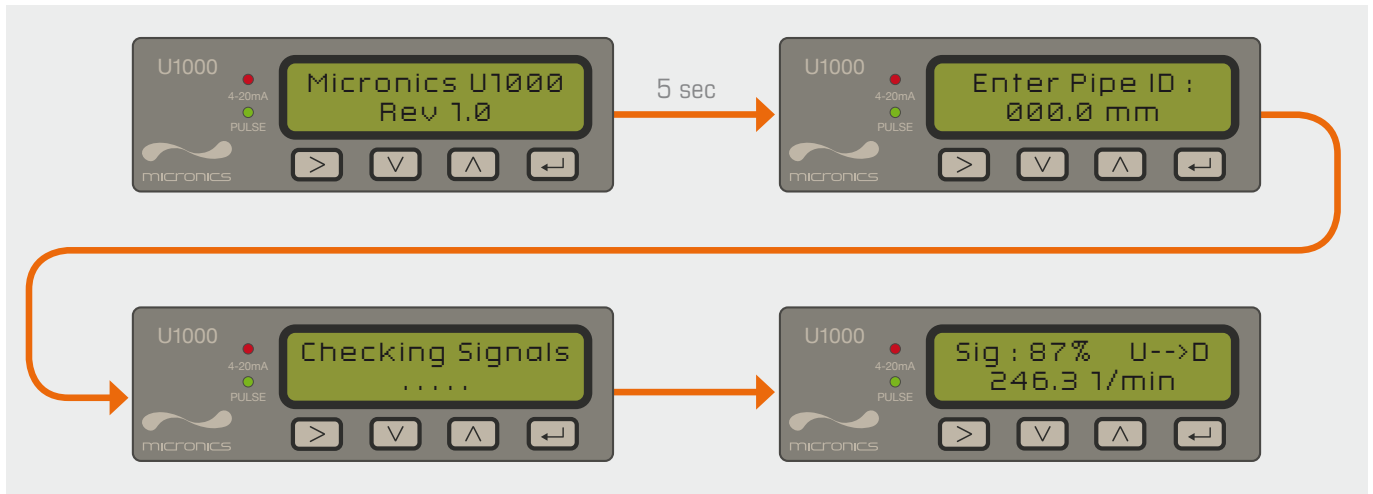 U1000
4-20mA
PULSE
micronics
Micronics U1000
Rev 1.0
5 sec
U1000
4-20mA
PULSE
micronics
Enter Pipe ID :
000.0 mm
U1000
4-20mA
PULSE
micronics
Checking Signals
.....
U1000
4-20mA
PULSE
micronics
Sig : 87% U-->D
246.3 l/min